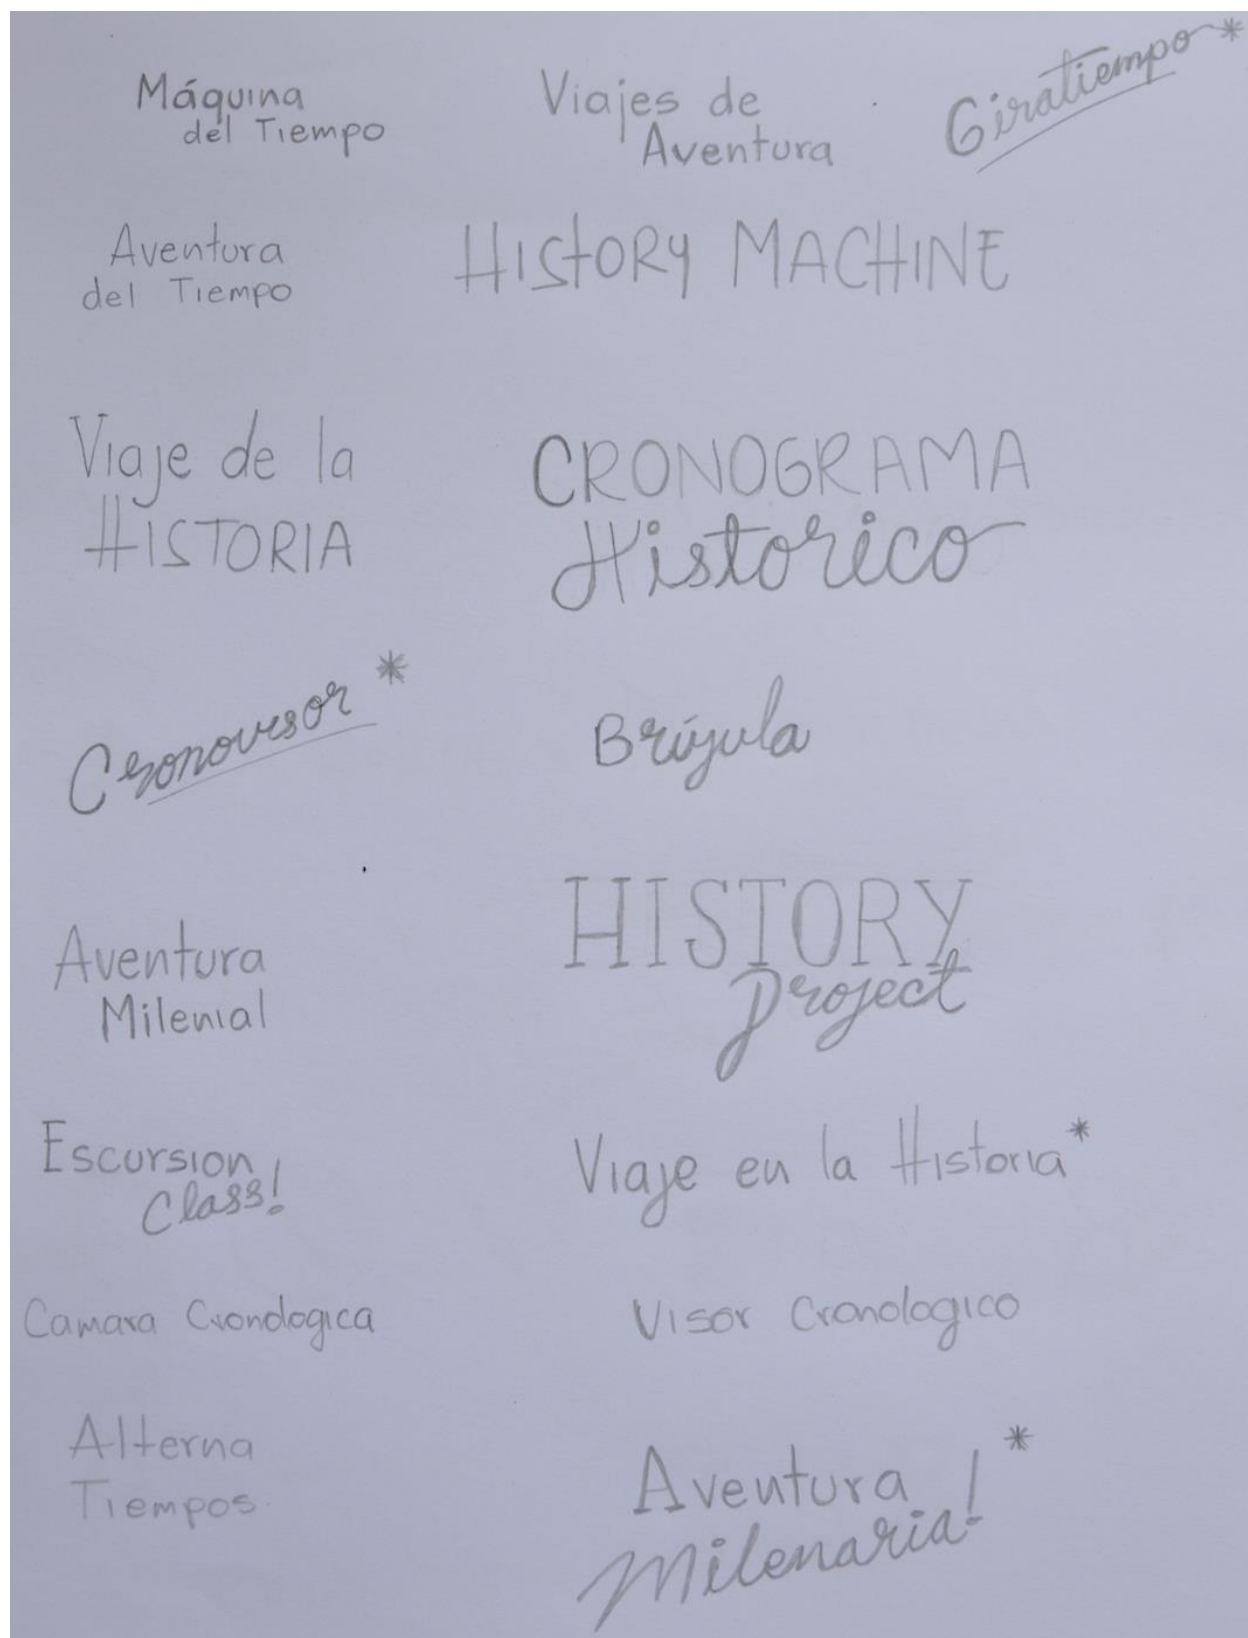 Máquina
del Tiempo
Viajes de
Aventura
Giratiempo *
Aventura
del Tiempo
HIStORy MACHINE
Viaje de la
HISTORIA
CRONOGRAMA
Historico
Cronovisor *
Brújula
Aventura
Milenial
HISTORY
Project
Escursion
Class!
Viaje en la Historia *
Camara Cronologica
Visor Cronologico
Alterna
Tiempos
Aventura
Milenaria! *